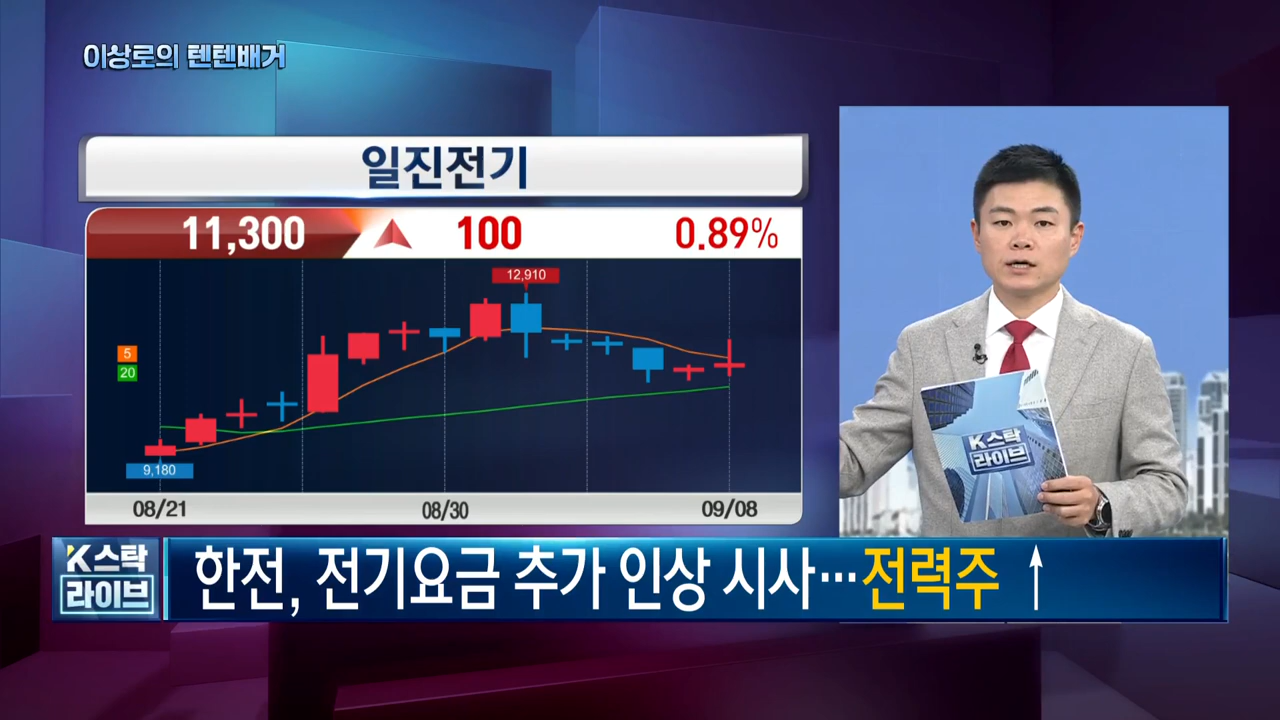 이상로의 텐텐배거
일진전기
11,300 ▲ 100 0.89%
12,910
5
20
9,180
08/21 08/30 09/08
K스탁
라이브
K스탁
라이브
한전, 전기요금 추가 인상 시사…전력주 ↑